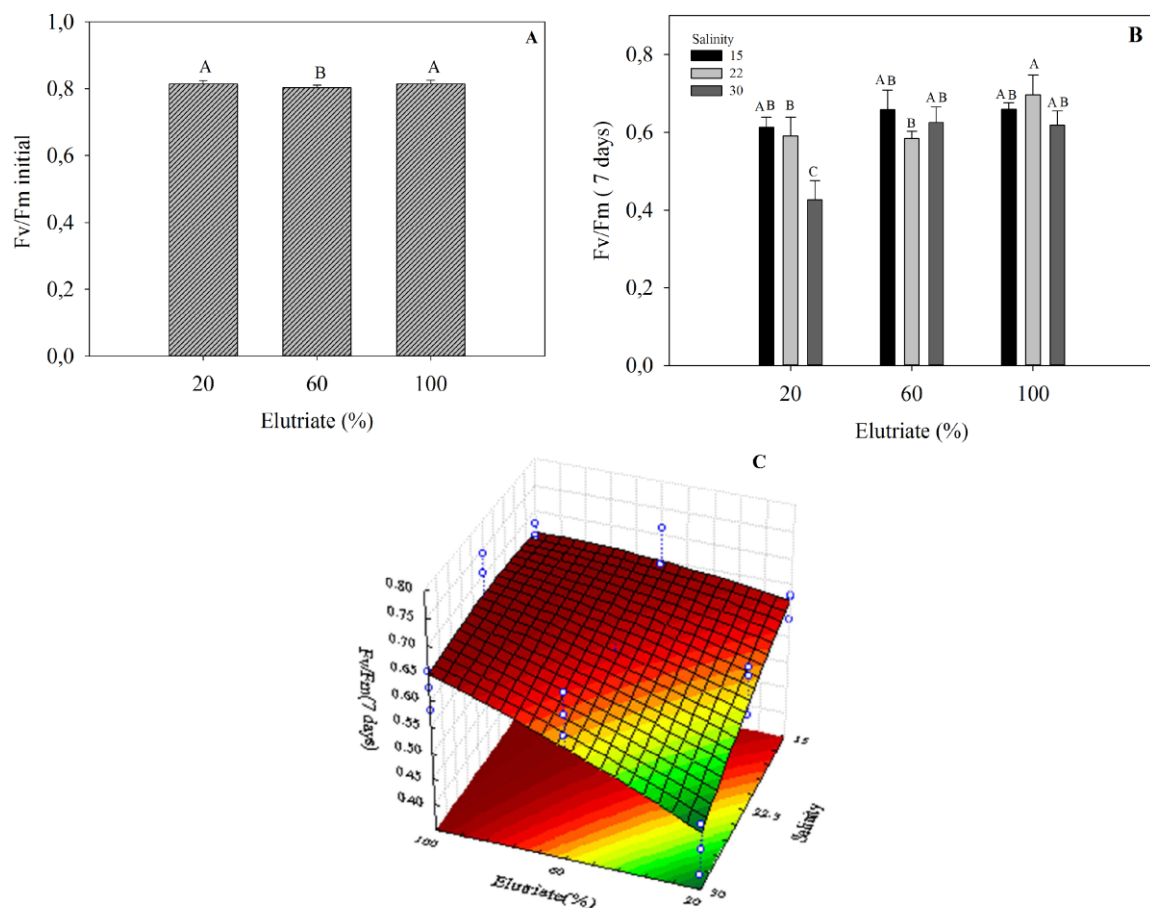 A
Fv/Fm initial
1,0
0,8
0,6
0,4
0,2
0,0
A
B
A
20
60
100
Elutriate (%)
B
Salinity
15
22
30
Fv/Fm ( 7 days)
0,8
0,6
0,4
0,2
0,0
A B
B
C
A B
B
A B
A B
A
A B
20
60
100
Elutriate (%)
C
Fv/Fm(7 days)
0.80
0.75
0.70
0.65
0.60
0.55
0.50
0.45
0.40
100
60
20
Elutriate(%)
15
22.5
30
Salinity